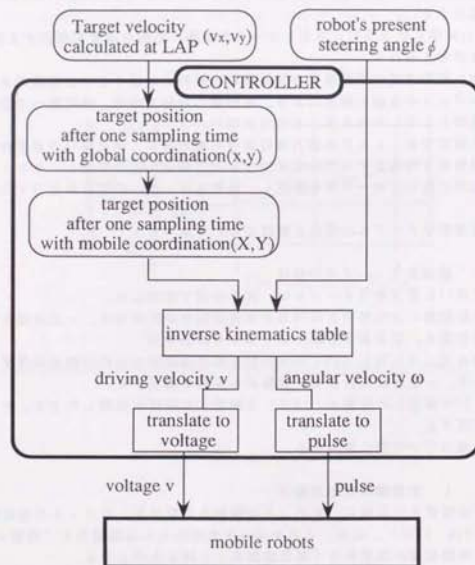 Target velocity
calculated at LAP (vx,vy)
robot's present
steering angle ϕ
CONTROLLER
target position
after one sampling time
with global coordination(x,y)
target position
after one sampling time
with mobile coordination(X,Y)
inverse kinematics table
driving velocity v
angular velocity ω
translate to
voltage
translate to
pulse
voltage v
pulse
mobile robots